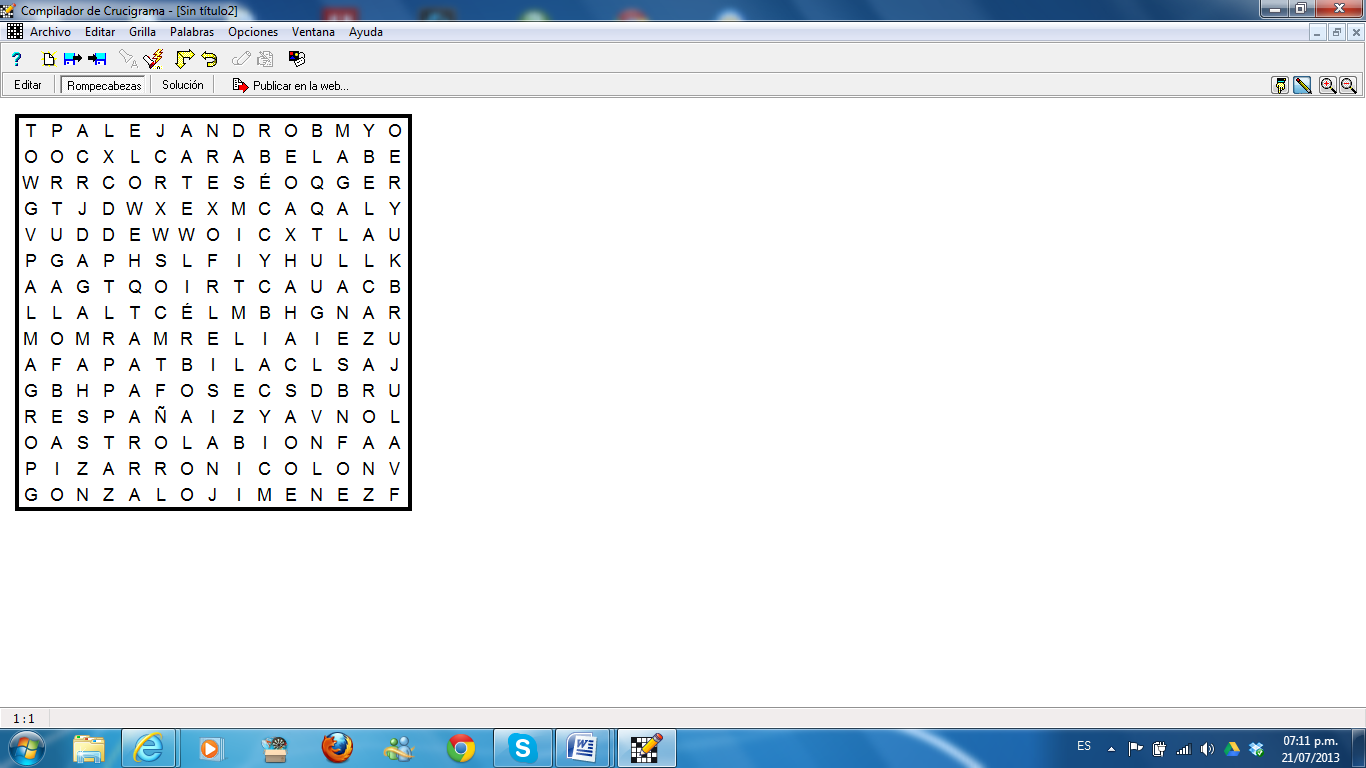 Compilador de Crucigrama - [Sin título2]
Archivo Editar Grilla Palabras Opciones Ventana Ayuda
Editar Rompecabezas Solución Publicar en la web...
T P A L E J A N D R O B M Y O
O O C X L C A R A B E L A B E
W R R C O R T E S É O Q G E R
G T J D W X E X M C A Q A L Y
V U D D E W W O I C X T L A U
P G A P H S L F I Y H U L L K
A A G T Q O I R T C A U A C B
L L A L T C É L M B H G N A R
M O M R A M R E L I A I E Z U
A F A P A T B I L A C L S A J
G B H P A F O S E C S D B R U
R E S P A Ñ A I Z Y A V N O L
O A S T R O L A B I O N F A A
P I Z A R R O N I C O L O N V
G O N Z A L O J I M E N E Z F
1:1
ES 07:11 p.m.
21/07/2013